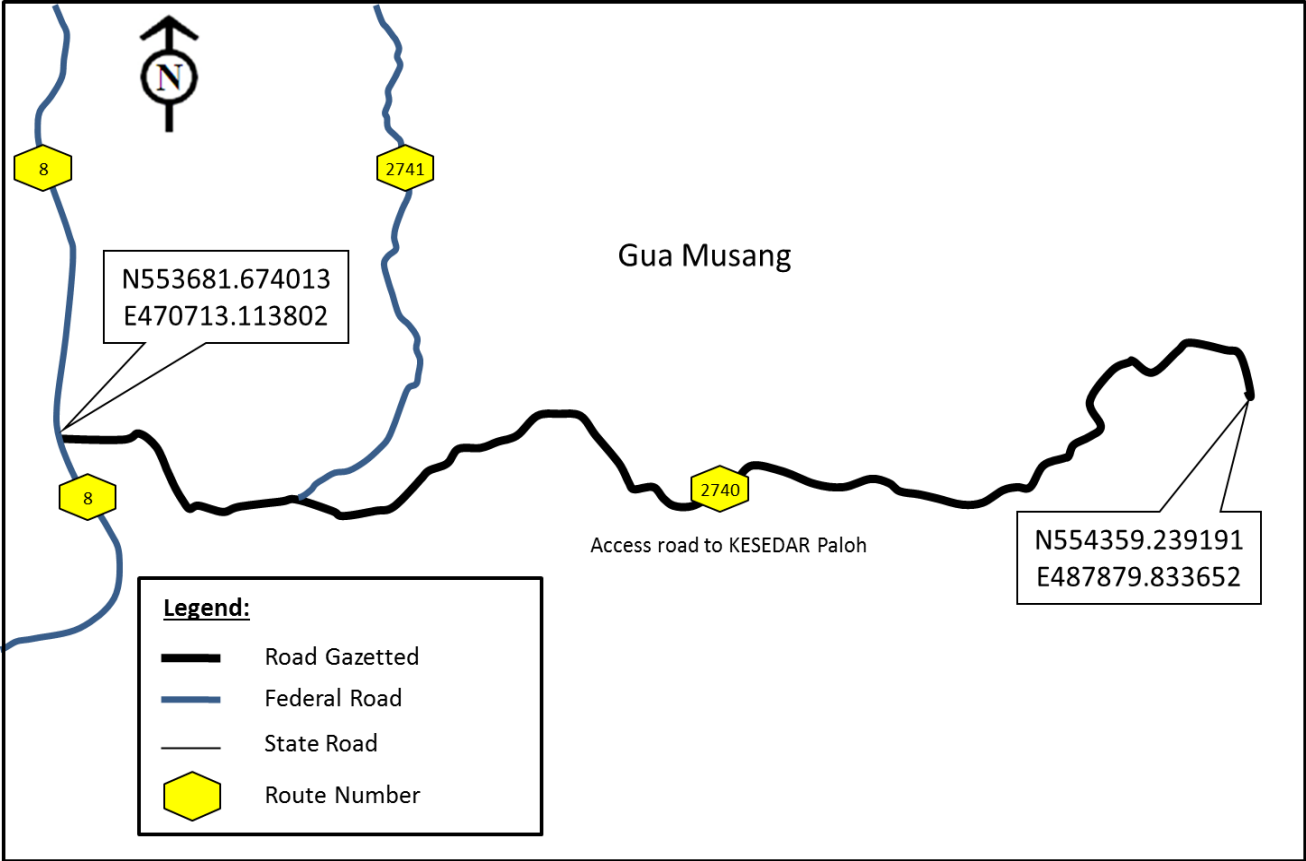 N
8
2741
Gua Musang
N553681.674013
E470713.113802
8
2740
Access road to KESEDAR Paloh
N554359.239191
E487879.833652
Legend:
Road Gazetted
Federal Road
State Road
Route Number